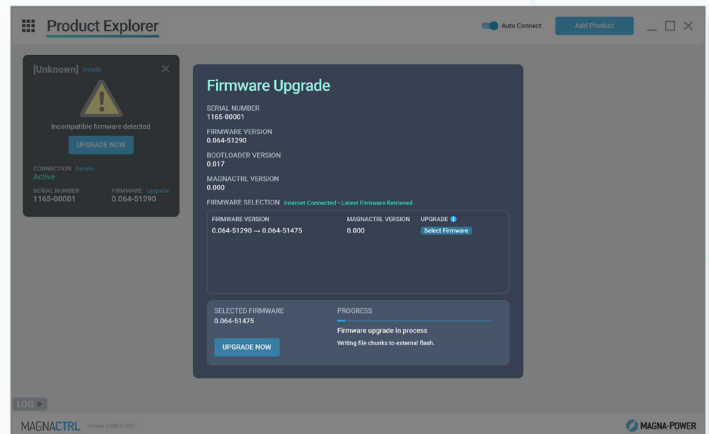 Product Explorer
Auto Connect
Add Product
[Unknown] Details
Incompatible firmware detected
UPGRADE NOW
CONNECTION Details
Active
SERIAL NUMBER
1165-00001
FIRMWARE Upgrade
0.064-51290
Firmware Upgrade
SERIAL NUMBER
1165-00001
FIRMWARE VERSION
0.064-51290
BOOTLOADER VERSION
0.017
MAGNACTRL VERSION
0.000
FIRMWARE SELECTION Internet Connected • Latest Firmware Retrieved
FIRMWARE VERSION MAGNACTRL VERSION UPGRADE
0.064-51290 → 0.064-51475 0.000 Select Firmware
SELECTED FIRMWARE
0.064-51475
UPGRADE NOW
PROGRESS
Firmware upgrade in process
Writing file chunks to external flash.
LOG
MAGNACTRL
MAGNA-POWER